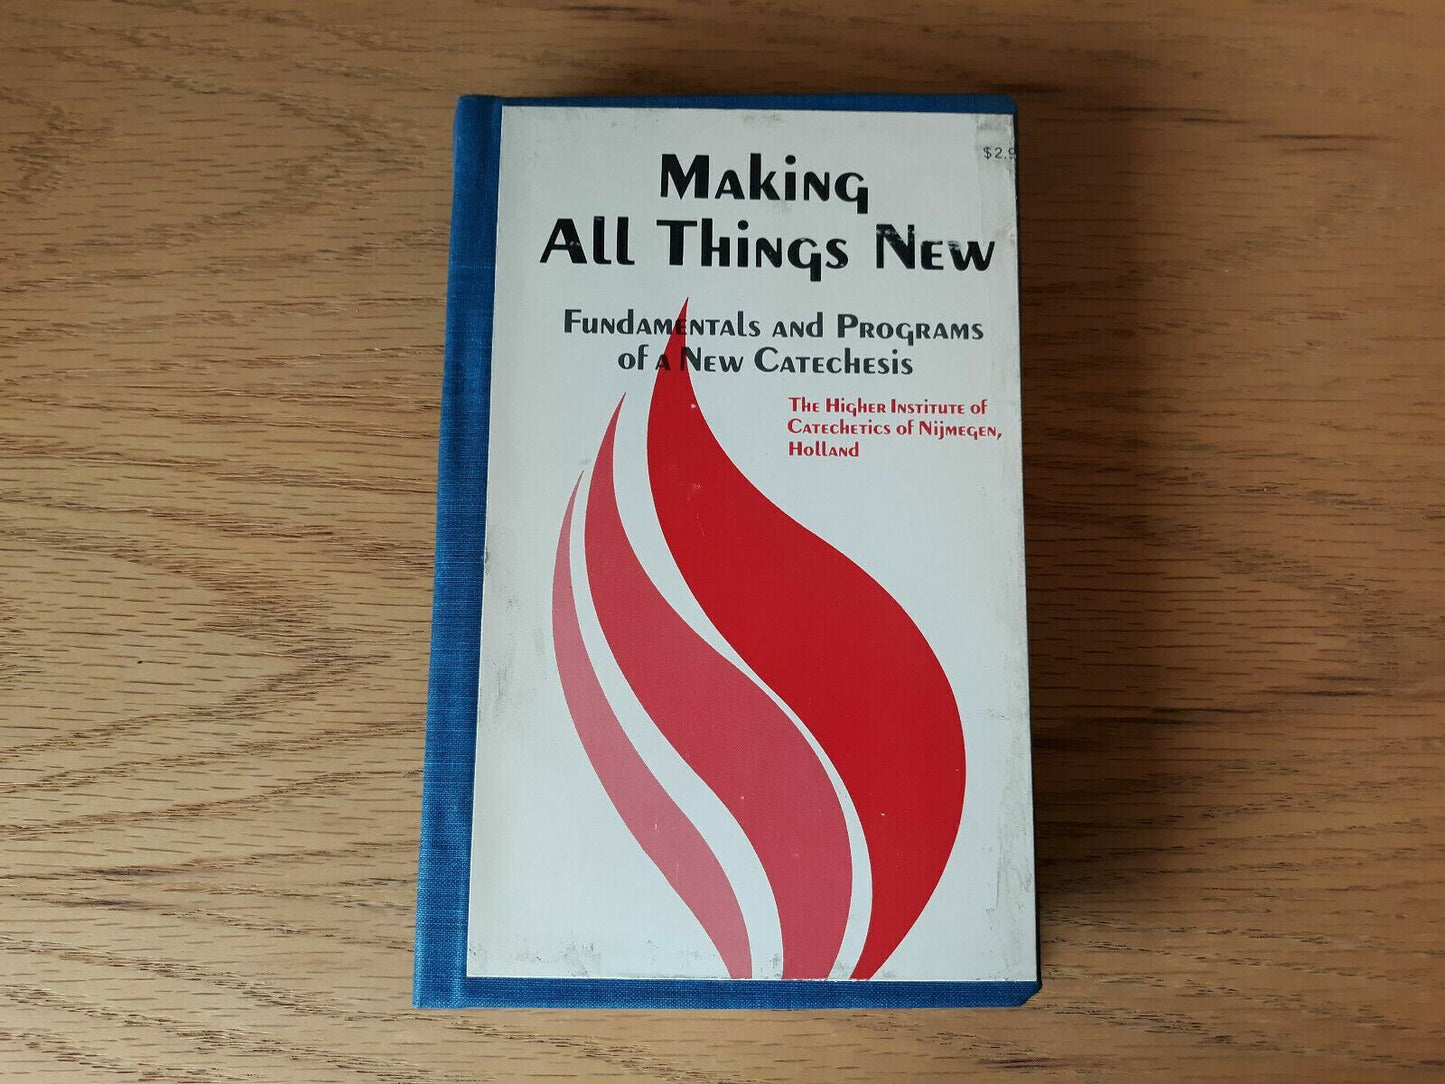 $2.9
Making
All Things New
Fundamentals and Programs
of a New Catechesis
The Higher Institute of
Catechetics of Nijmegen,
Holland